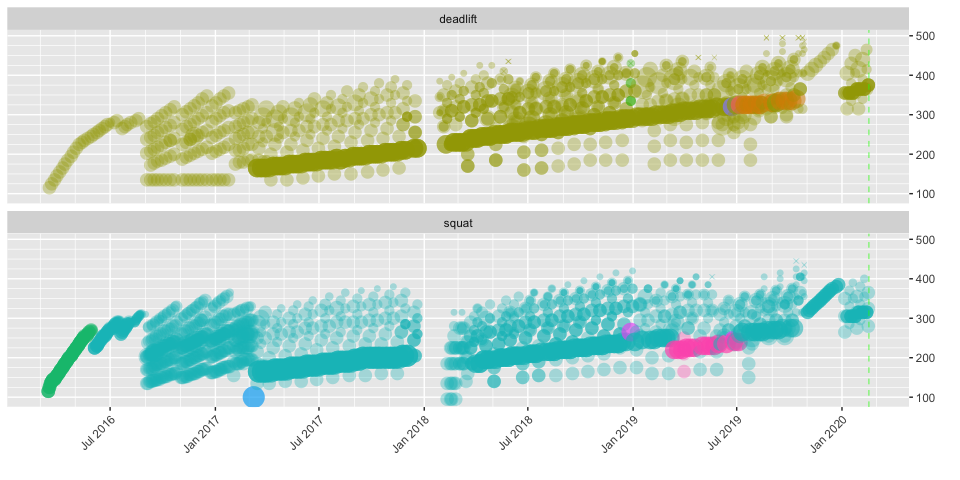 deadlift
500
400
300
200
100
squat
500
400
300
200
100
Jul 2016
Jan 2017
Jul 2017
Jan 2018
Jul 2018
Jan 2019
Jul 2019
Jan 2020